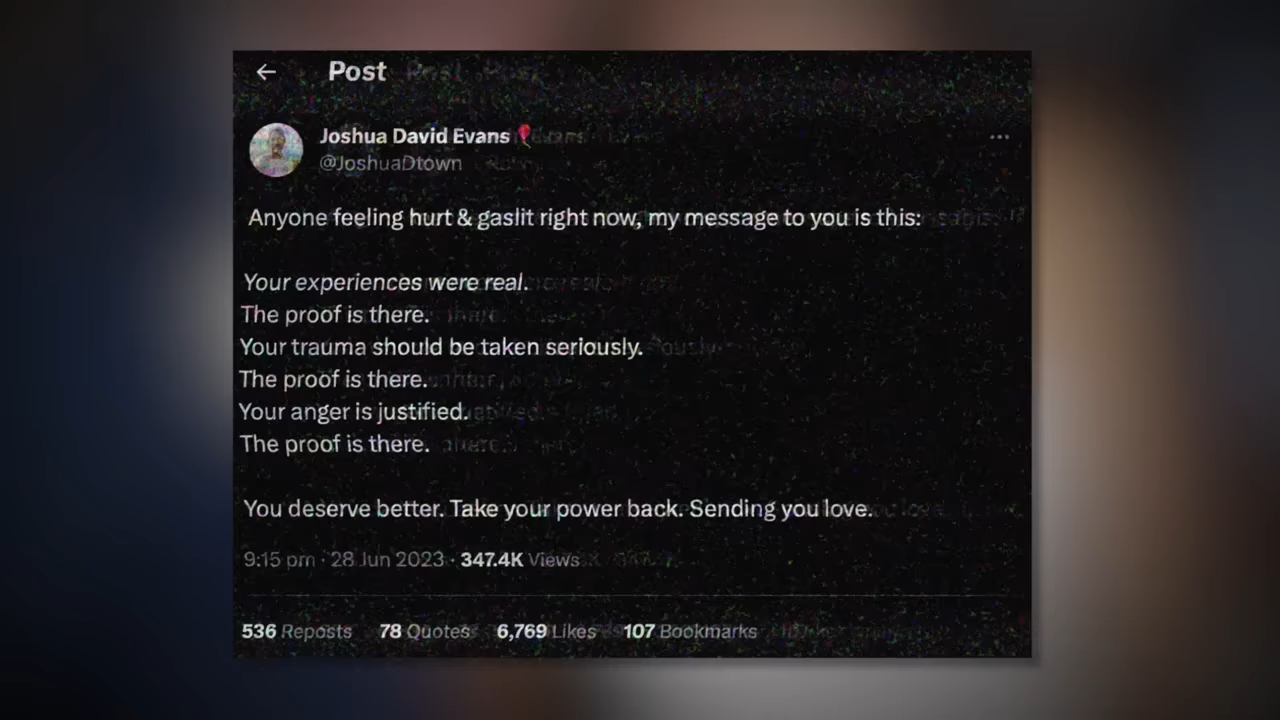 Post
Joshua David Evans
@JoshuaDtown
Anyone feeling hurt & gaslit right now, my message to you is this:
Your experiences were real.
The proof is there.
Your trauma should be taken seriously.
The proof is there.
Your anger is justified.
The proof is there.
You deserve better. Take your power back. Sending you love.
9:15 pm · 28 Jun 2023 · 347.4K Views
536 Reposts 78 Quotes 6,769 Likes 107 Bookmarks